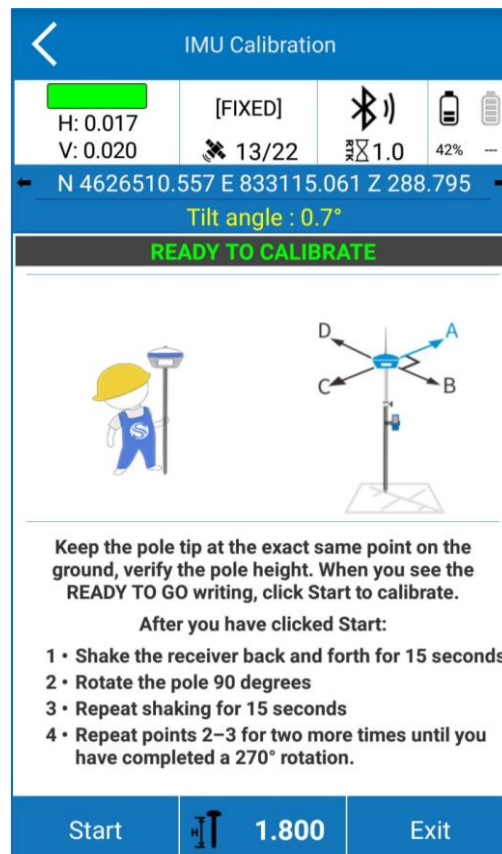 IMU Calibration
H: 0.017
V: 0.020
[FIXED]
13/22
RTK 1.0
42%
---
N 4626510.557 E 833115.061 Z 288.795
Tilt angle : 0.7°
READY TO CALIBRATE
D
A
C
B
Keep the pole tip at the exact same point on the
ground, verify the pole height. When you see the
READY TO GO writing, click Start to calibrate.
After you have clicked Start:
1 • Shake the receiver back and forth for 15 seconds
2 • Rotate the pole 90 degrees
3 • Repeat shaking for 15 seconds
4 • Repeat points 2–3 for two more times until you
have completed a 270° rotation.
Start
H
1.800
Exit